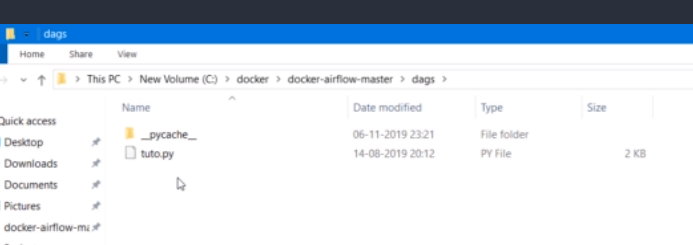 dags
Home Share View
This PC > New Volume (C:) > docker > docker-airflow-master > dags >
Name Date modified Type Size
Quick access
__pycache__ 06-11-2019 23:21 File folder
Desktop
tuto.py 14-08-2019 20:12 PY File 2 KB
Downloads
Documents
Pictures
docker-airflow-ma